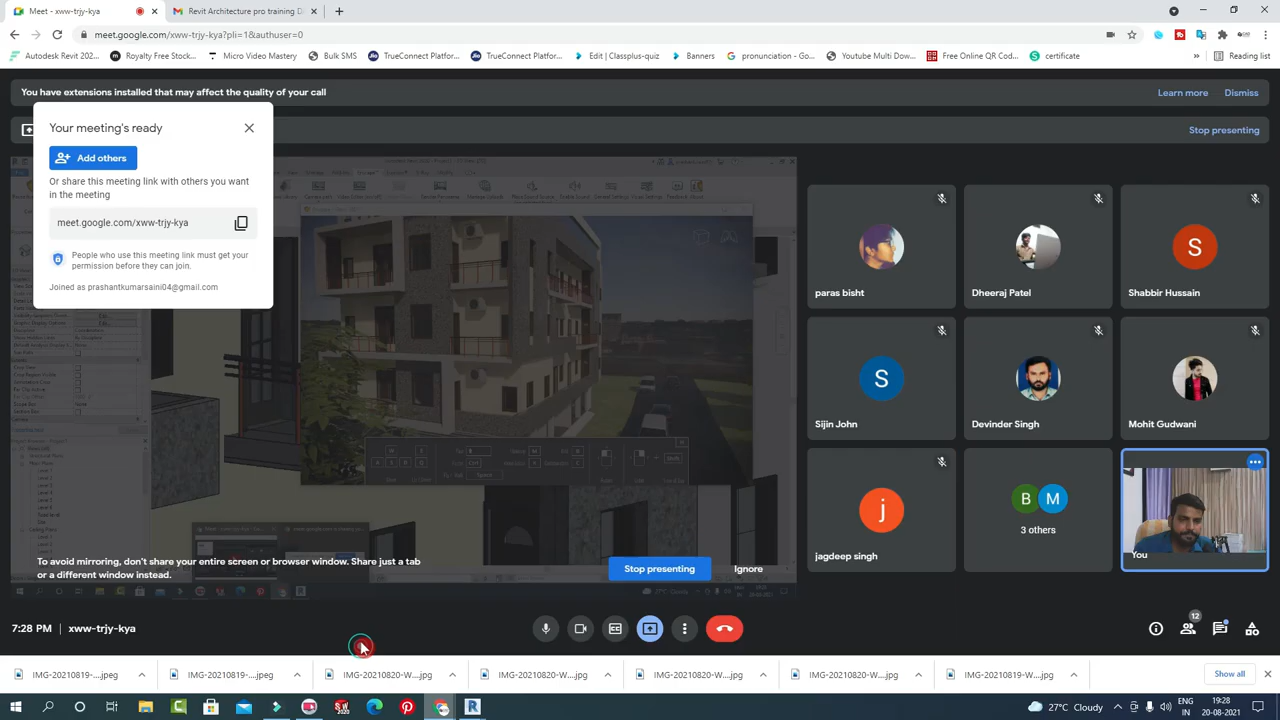 Meet - xww-trjy-kya
Revit Architecture pro training D
meet.google.com/xww-trjy-kya?pli=1&authuser=0
Autodesk Revit 202...
Royalty Free Stock...
Micro Video Mastery
Bulk SMS
TrueConnect Platfor...
TrueConnect Platfor...
Edit | Classplus-quiz
Banners
pronunciation - Go...
Youtube Multi Dow...
Free Online QR Cod...
certificate
»
Reading list
You have extensions installed that may affect the quality of your call
Learn more
Dismiss
Stop presenting
Your meeting's ready
Add others
Or share this meeting link with others you want
in the meeting
meet.google.com/xww-trjy-kya
People who use this meeting link must get your
permission before they can join.
Joined as prashantkumarsaini04@gmail.com
paras bisht
Dheeraj Patel
S
Shabbir Hussain
S
Sijin John
Devinder Singh
Mohit Gudwani
j
jagdeep singh
B M
3 others
You
To avoid mirroring, don't share your entire screen or browser window. Share just a tab
or a different window instead.
Stop presenting
Ignore
7:28 PM | xww-trjy-kya
12
IMG-20210819-....jpeg
IMG-20210819-....jpeg
IMG-20210820-W....jpg
IMG-20210820-W....jpg
IMG-20210820-W....jpg
IMG-20210820-W....jpg
IMG-20210819-W....jpg
Show all
27°C Cloudy
ENG
IN
19:28
20-08-2021